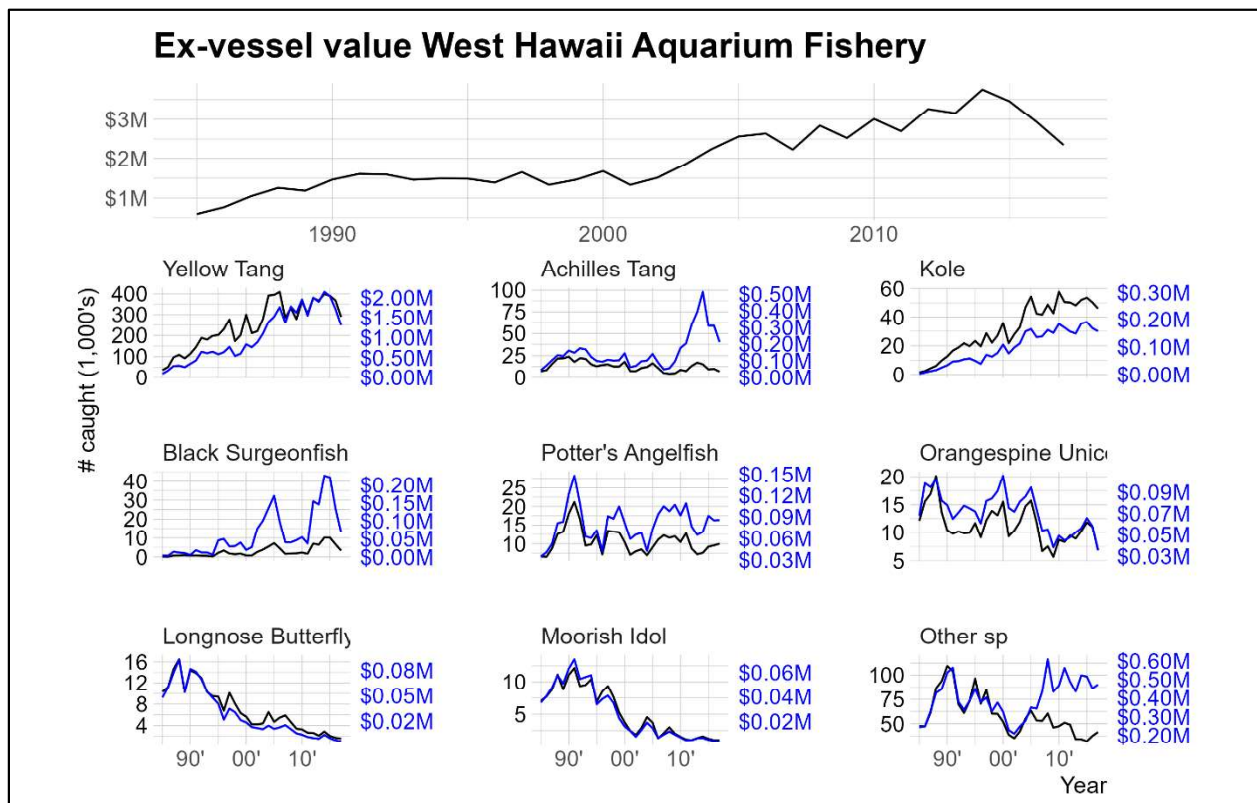 Ex-vessel value West Hawaii Aquarium Fishery
$3M
$2M
$1M
1990 2000 2010
# caught (1,000's)
Yellow Tang
400
300
200
100
0
$2.00M
$1.50M
$1.00M
$0.50M
$0.00M
Achilles Tang
100
75
50
25
0
$0.50M
$0.40M
$0.30M
$0.20M
$0.10M
$0.00M
Kole
60
40
20
0
$0.30M
$0.20M
$0.10M
$0.00M
Black Surgeonfish
40
30
20
10
0
$0.20M
$0.15M
$0.10M
$0.05M
$0.00M
Potter's Angelfish
25
20
15
10
$0.15M
$0.12M
$0.09M
$0.06M
$0.03M
Orangespine Unic
20
15
10
5
$0.09M
$0.07M
$0.05M
$0.03M
Longnose Butterfly
16
12
8
4
$0.08M
$0.05M
$0.02M
90' 00' 10'
Moorish Idol
10
5
$0.06M
$0.04M
$0.02M
90' 00' 10'
Other sp
100
75
50
$0.60M
$0.50M
$0.40M
$0.30M
$0.20M
90' 00' 10'
Year